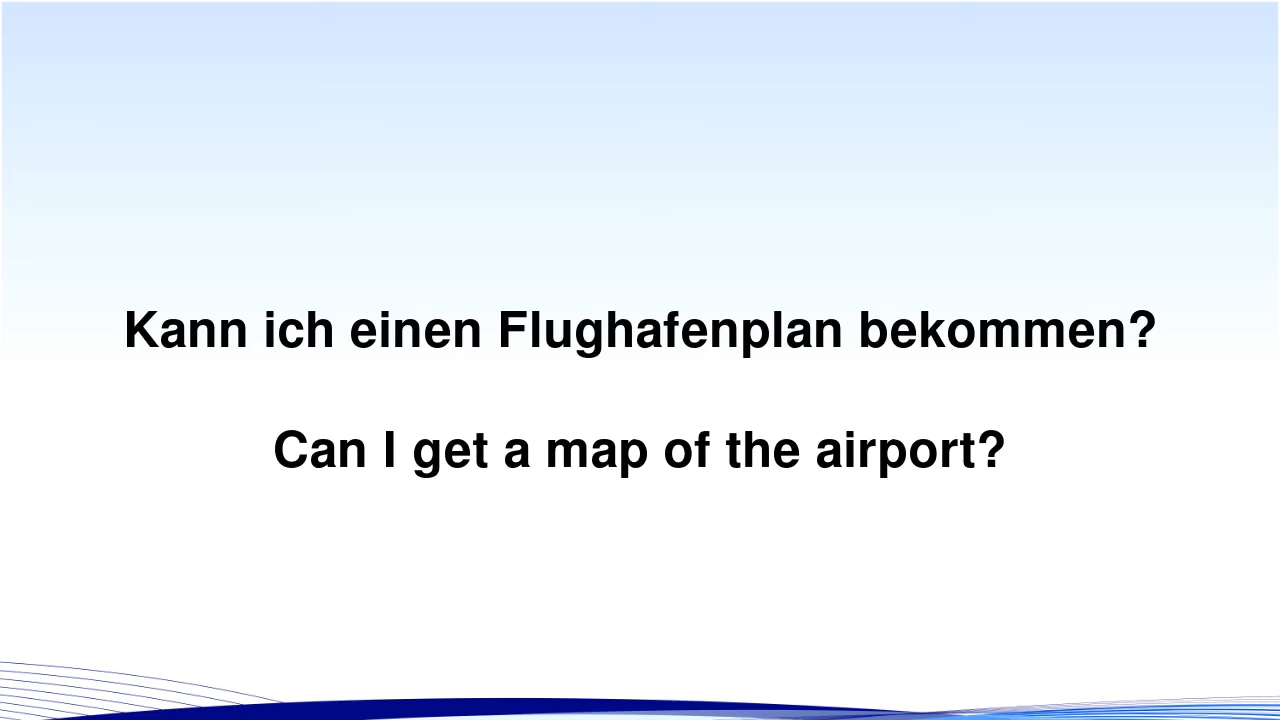 Kann ich einen Flughafenplan bekommen?
Can I get a map of the airport?